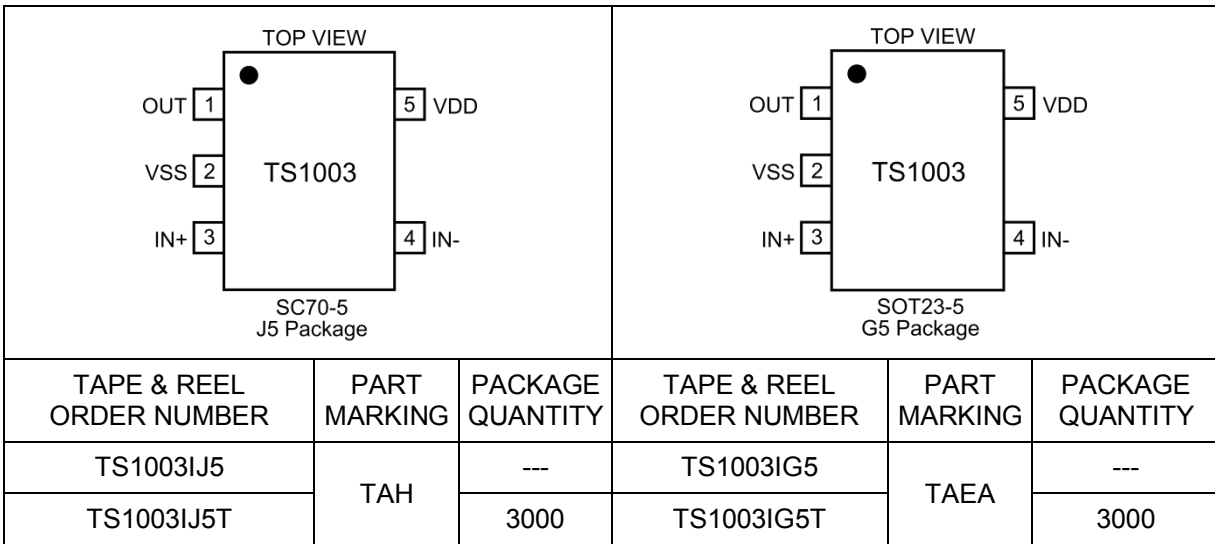 TOP VIEW
OUT 1
5 VDD
VSS 2
TS1003
IN+ 3
4 IN-
SC70-5
J5 Package
TOP VIEW
OUT 1
5 VDD
VSS 2
TS1003
IN+ 3
4 IN-
SOT23-5
G5 Package
TAPE & REEL
ORDER NUMBER
PART
MARKING
PACKAGE
QUANTITY
TAPE & REEL
ORDER NUMBER
PART
MARKING
PACKAGE
QUANTITY
TS1003IJ5
TAH
---
TS1003IG5
TAEA
---
TS1003IJ5T
3000
TS1003IG5T
3000